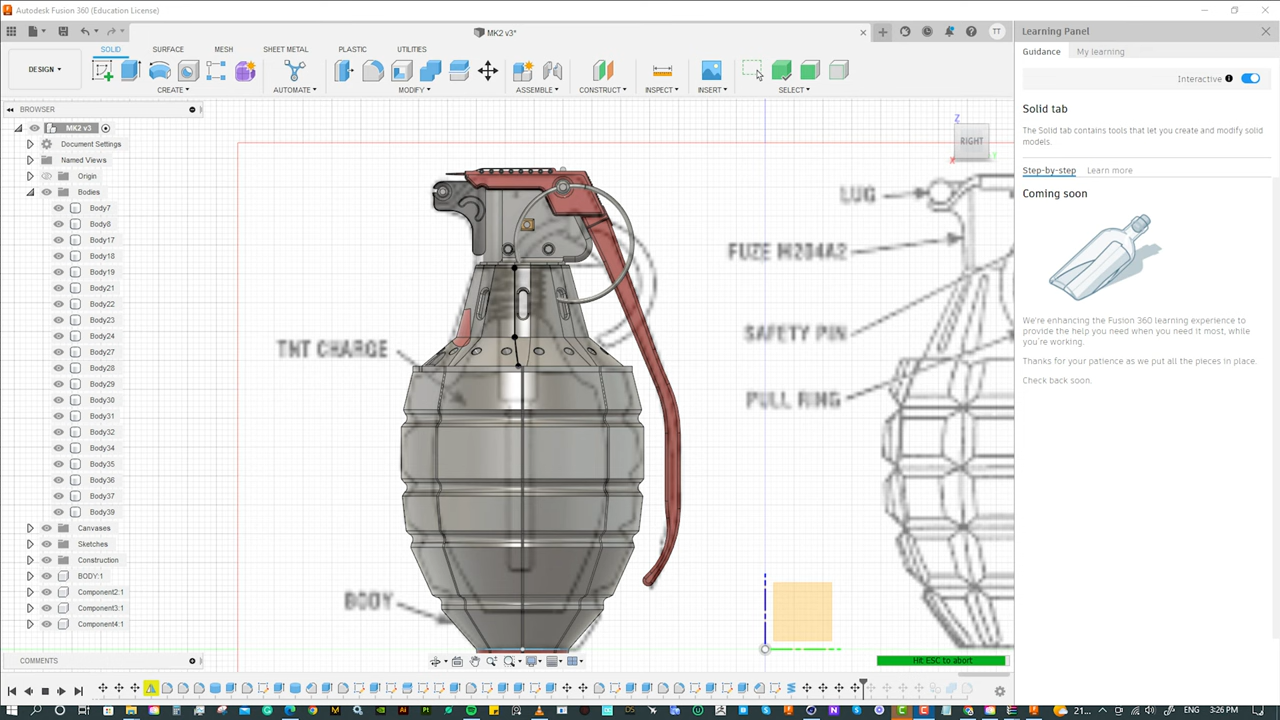 Autodesk Fusion 360 (Education License)
MK2 v3*
TT
DESIGN
SOLID
SURFACE
MESH
SHEET METAL
PLASTIC
UTILITIES
CREATE
AUTOMATE
MODIFY
ASSEMBLE
CONSTRUCT
INSPECT
INSERT
SELECT
BROWSER
MK2 v3
Document Settings
Named Views
Origin
Bodies
Body7
Body8
Body17
Body18
Body19
Body21
Body22
Body23
Body24
Body27
Body28
Body29
Body30
Body31
Body32
Body34
Body35
Body36
Body37
Body39
Canvases
Sketches
Construction
BODY:1
Component2:1
Component3:1
Component4:1
COMMENTS
TNT CHARGE
BODY
LUG
FUZE M204A2
SAFETY PIN
PULL RING
Z
RIGHT
X
Y
Hit ESC to abort
Learning Panel
Guidance
My learning
Interactive
Solid tab
The Solid tab contains tools that let you create and modify solid
models.
Step-by-step
Learn more
Coming soon
We're enhancing the Fusion 360 learning experience to
provide the help you need when you need it most, while
you're working.
Thanks for your patience as we put all the pieces in place.
Check back soon.
21...
3:26 PM